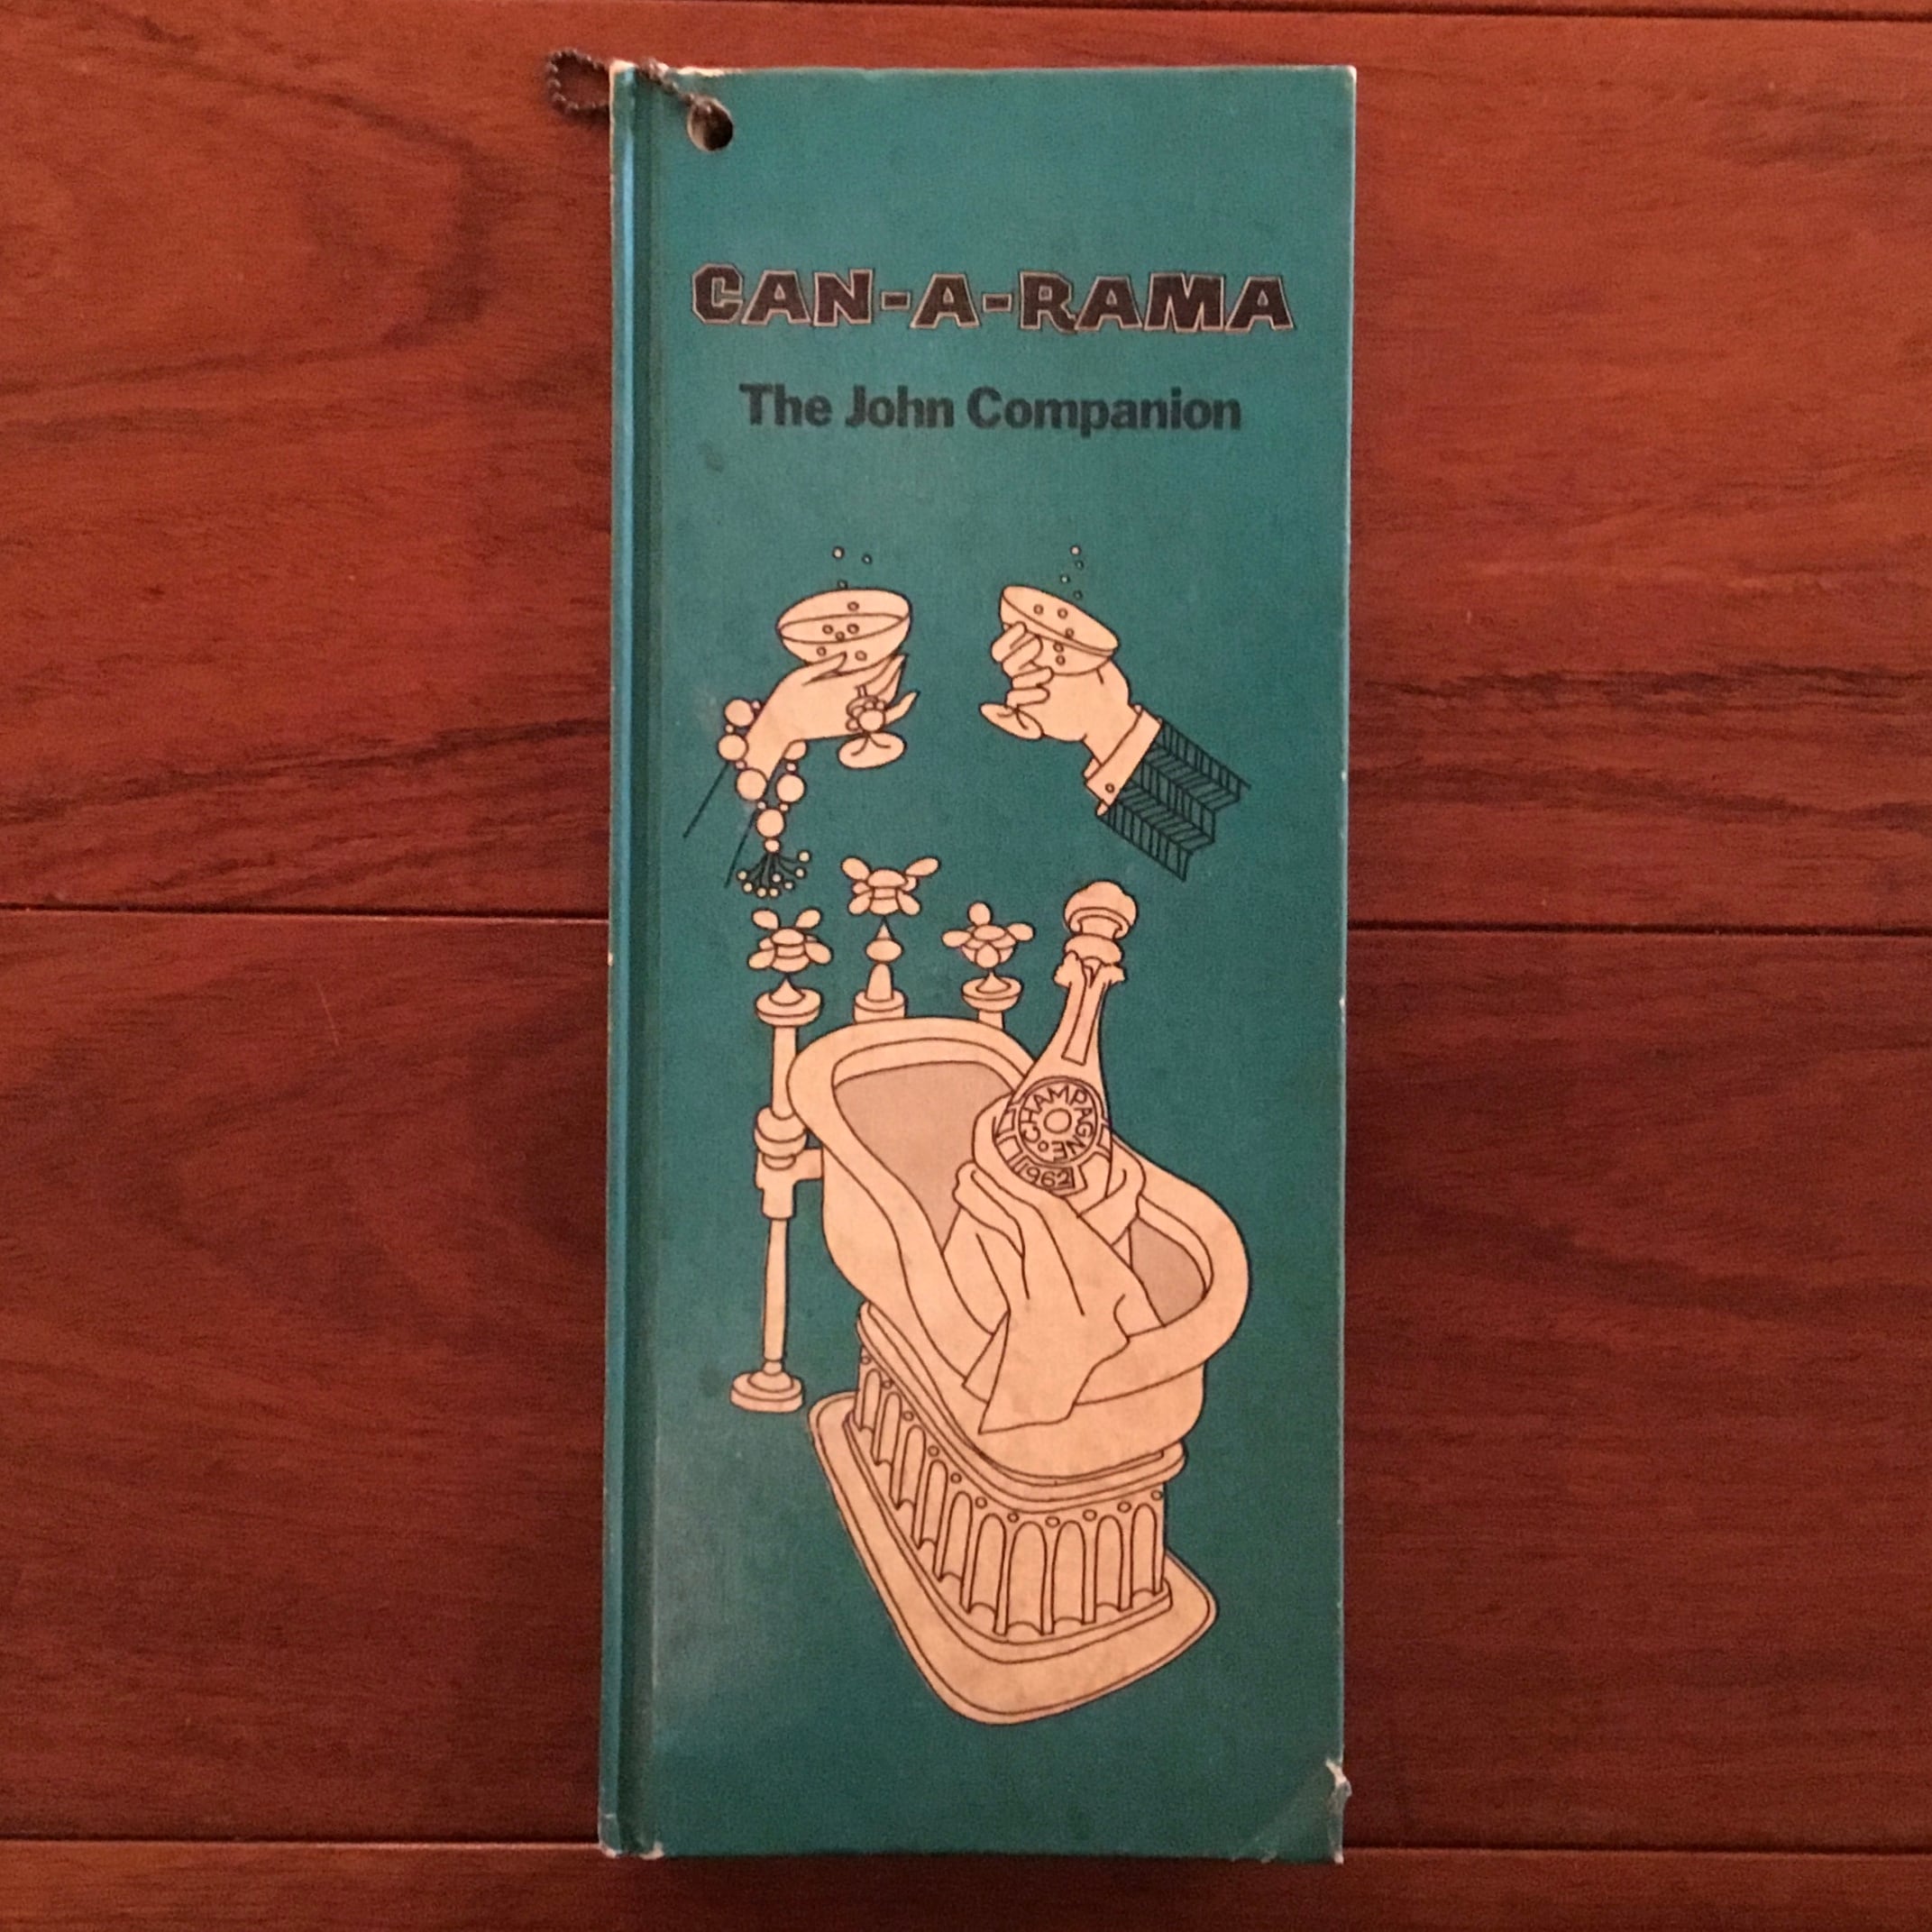 CAN-A-RAMA
The John Companion
CHAMPAGNE
1962